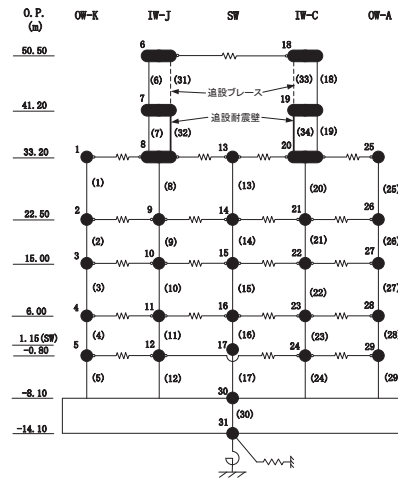 O.P. OW-K IW-J SW IW-C OW-A
(m)
50.50 6 18
(6) (31) (33) (18)
追設ブレース
41.20 7 19
追設耐震壁
(7) (32) (34) (19)
33.20 1 8 13 20 25
(1) (8) (13) (20) (25)
22.50 2 9 14 21 26
(2) (9) (14) (21) (26)
15.00 3 10 15 22 27
(3) (10) (15) (22) (27)
6.00 4 11 16 23 28
1.15(SW) (4) (11) (16) (23) (28)
-0.80 5 12 17 24 29
(5) (12) (17) (24) (29
-8.10 30
(30)
-14.10 31